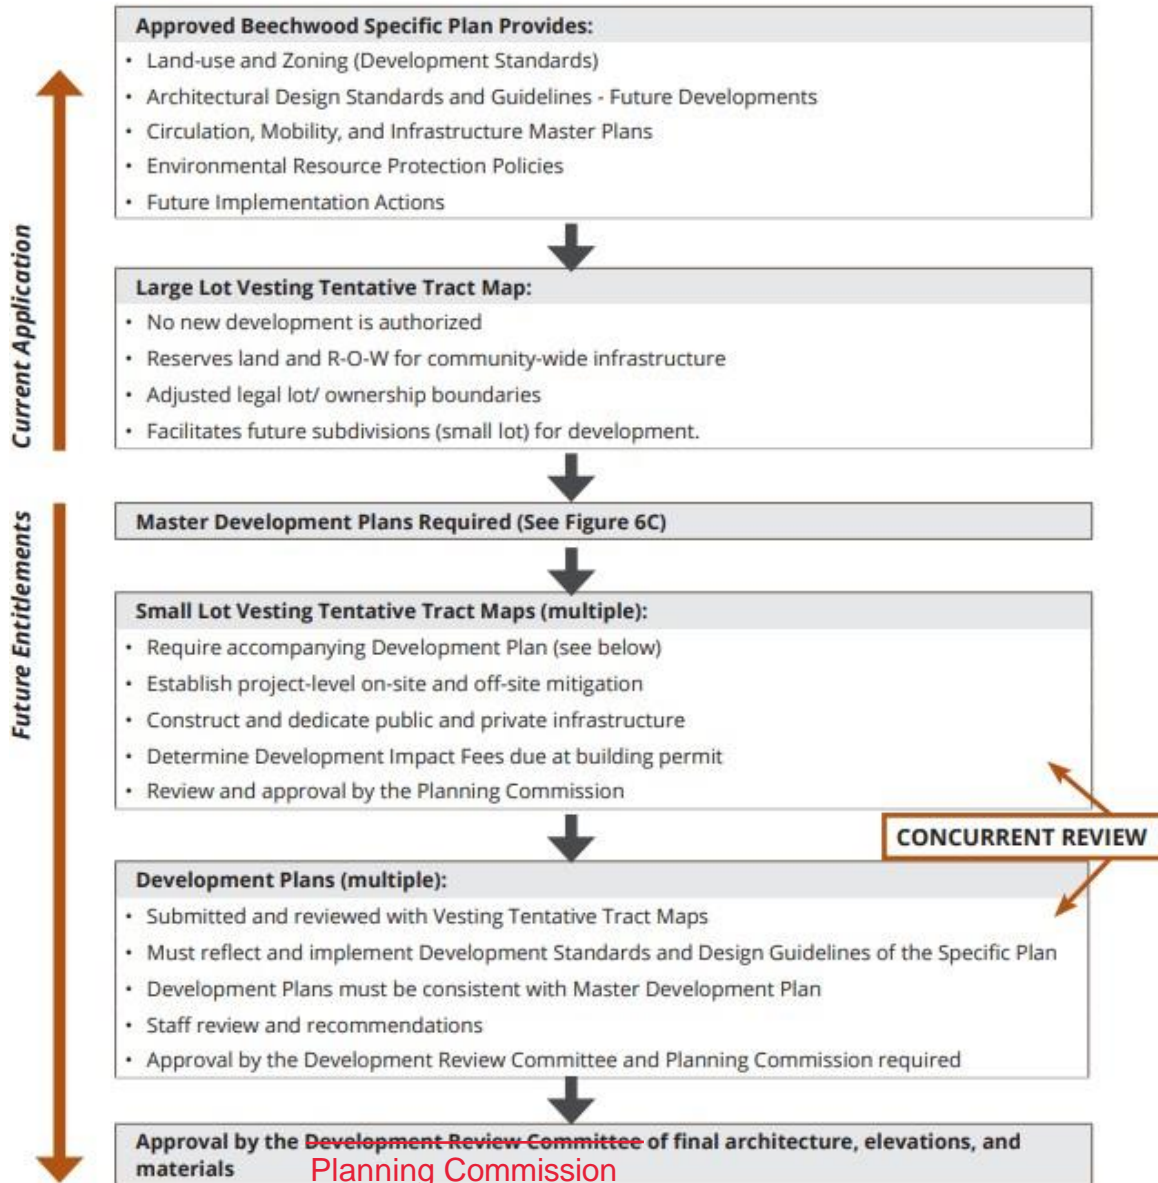 Approved Beechwood Specific Plan Provides:
• Land-use and Zoning (Development Standards)
• Architectural Design Standards and Guidelines - Future Developments
• Circulation, Mobility, and Infrastructure Master Plans
• Environmental Resource Protection Policies
• Future Implementation Actions
Current Application
Large Lot Vesting Tentative Tract Map:
• No new development is authorized
• Reserves land and R-O-W for community-wide infrastructure
• Adjusted legal lot/ ownership boundaries
• Facilitates future subdivisions (small lot) for development.
Future Entitlements
Master Development Plans Required (See Figure 6C)
Small Lot Vesting Tentative Tract Maps (multiple):
• Require accompanying Development Plan (see below)
• Establish project-level on-site and off-site mitigation
• Construct and dedicate public and private infrastructure
• Determine Development Impact Fees due at building permit
• Review and approval by the Planning Commission
CONCURRENT REVIEW
Development Plans (multiple):
• Submitted and reviewed with Vesting Tentative Tract Maps
• Must reflect and implement Development Standards and Design Guidelines of the Specific Plan
• Development Plans must be consistent with Master Development Plan
• Staff review and recommendations
• Approval by the Development Review Committee and Planning Commission required
Approval by the Development Review Committee of final architecture, elevations, and
materials
Planning Commission